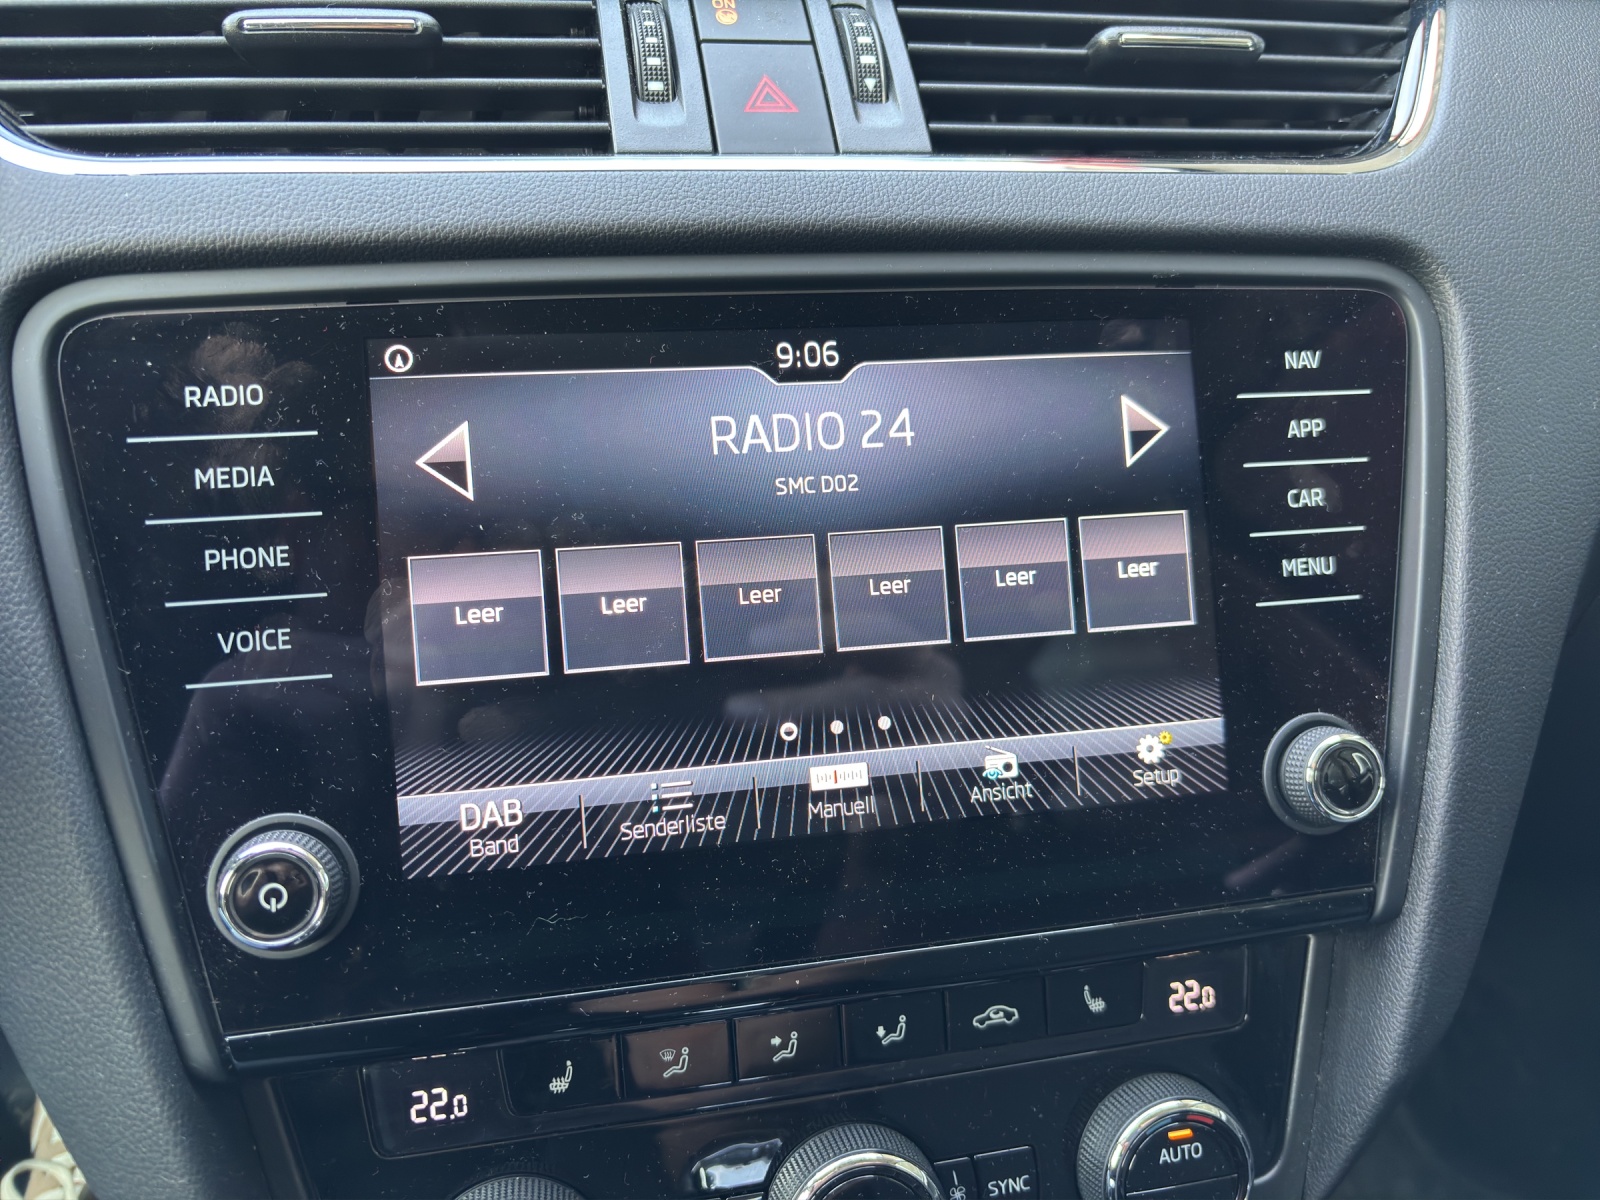 ON
9:06
RADIO
MEDIA
PHONE
VOICE
RADIO 24
SMC D02
Leer
Leer
Leer
Leer
Leer
Leer
DAB
Band
Senderliste
Manuell
Ansicht
Setup
NAV
APP
CAR
MENU
22.0
22.0
SYNC
AUTO